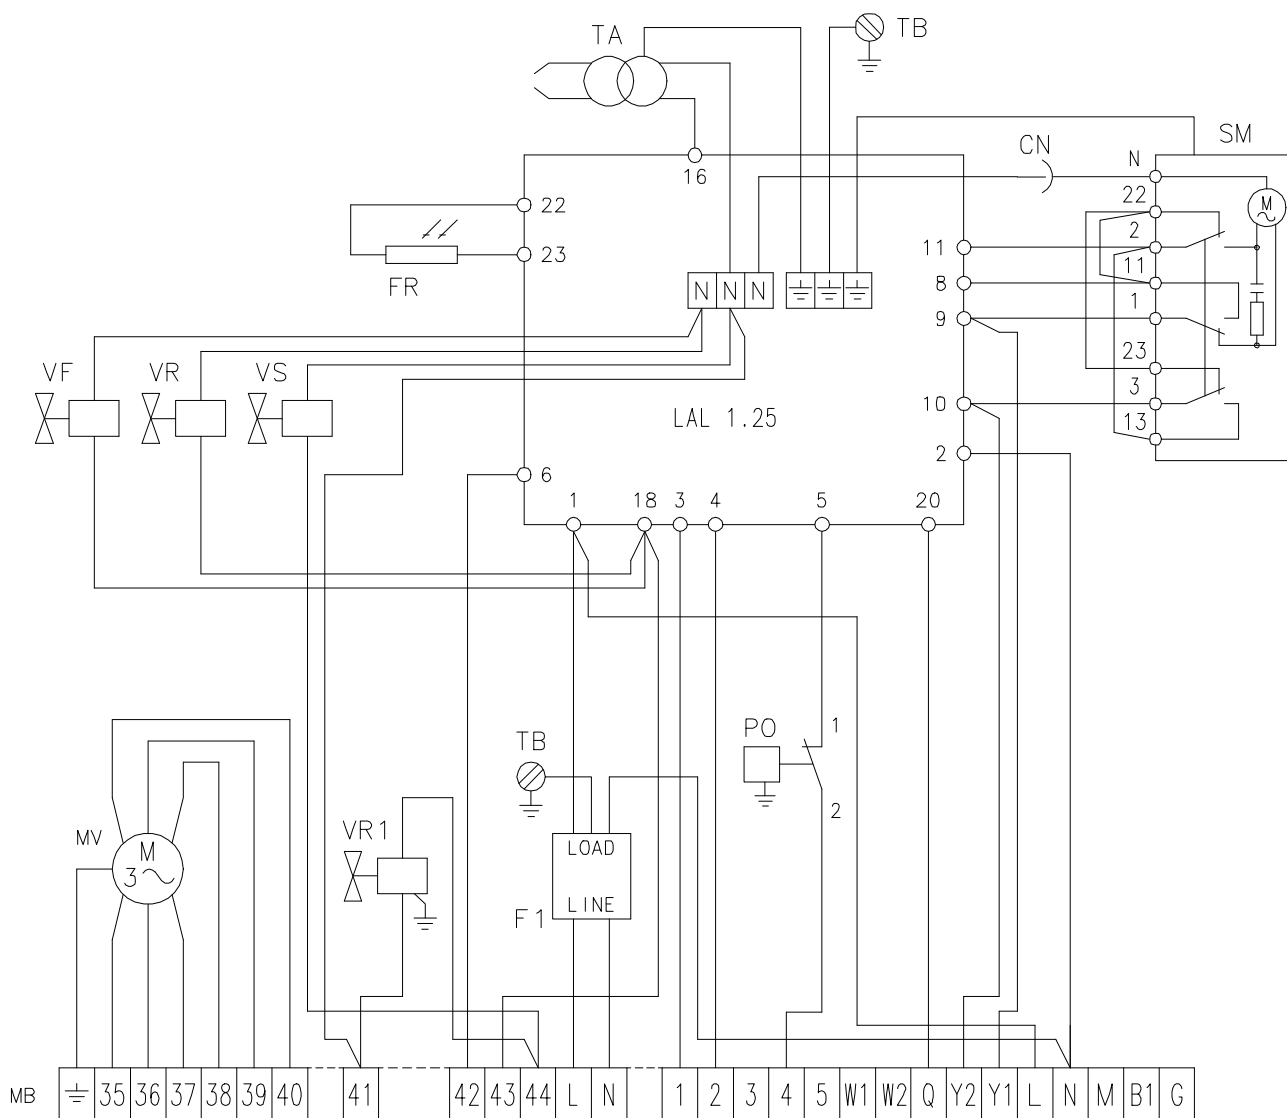 TA
TB
CN
SM
16
N
22
22
M
2
23
11
11
FR
N N N
8
9
1
23
VF
VR
VS
LAL 1.25
10
3
13
2
6
1
18
3
4
5
20
PO
1
TB
2
MV
M
3
VR1
LOAD
LINE
F1
MB
35 36 37 38 39 40 41 42 43 44 L N 1 2 3 4 5 W1 W2 Q Y2 Y1 L N M B1 G